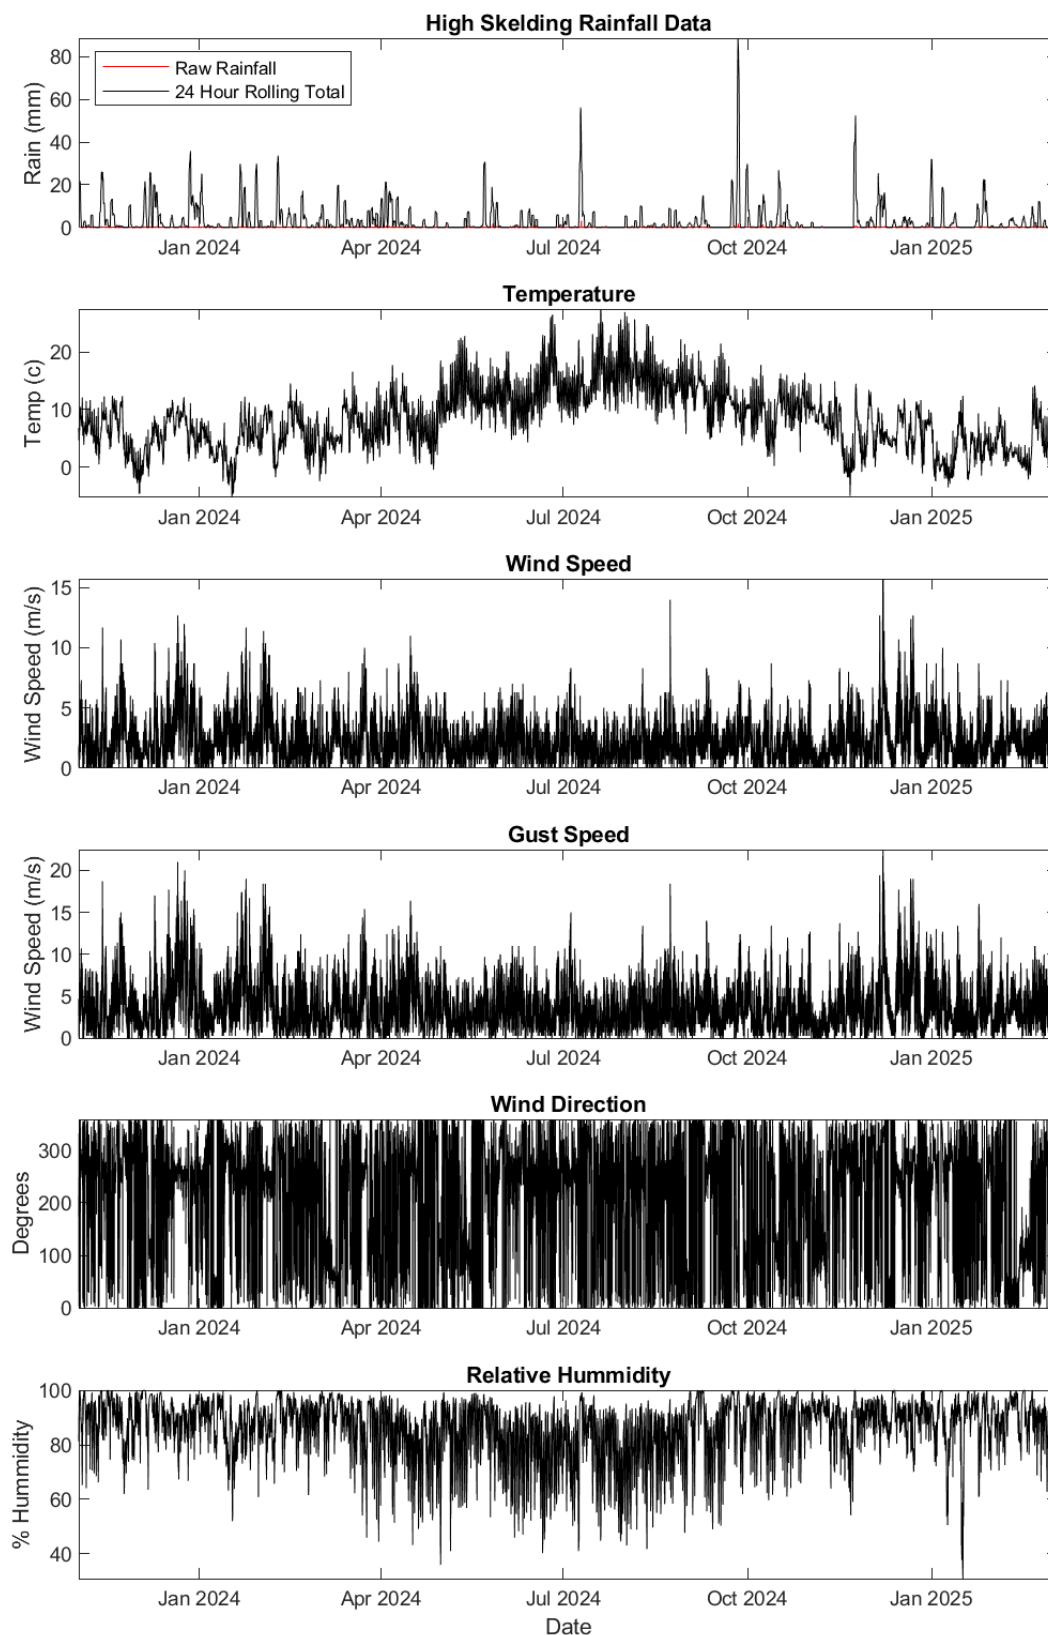 High Skelding Rainfall Data
Raw Rainfall
24 Hour Rolling Total
Rain (mm)
80
60
40
20
0
Jan 2024 Apr 2024 Jul 2024 Oct 2024 Jan 2025
Temperature
Temp (c)
20
10
0
Jan 2024 Apr 2024 Jul 2024 Oct 2024 Jan 2025
Wind Speed
Wind Speed (m/s)
15
10
5
0
Jan 2024 Apr 2024 Jul 2024 Oct 2024 Jan 2025
Gust Speed
Wind Speed (m/s)
20
15
10
5
0
Jan 2024 Apr 2024 Jul 2024 Oct 2024 Jan 2025
Wind Direction
Degrees
300
200
100
0
Jan 2024 Apr 2024 Jul 2024 Oct 2024 Jan 2025
Relative Hummidity
% Hummidity
100
80
60
40
Jan 2024 Apr 2024 Jul 2024 Oct 2024 Jan 2025
Date